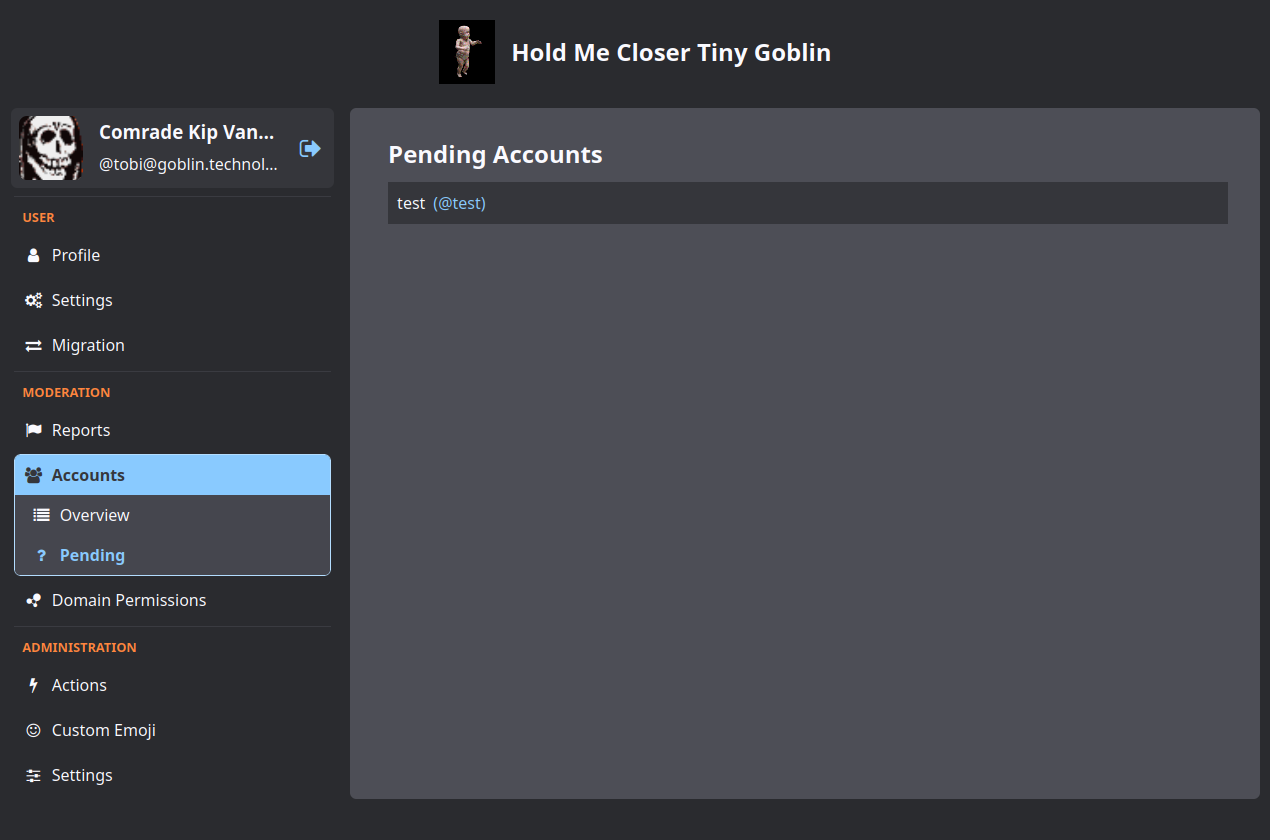 Hold Me Closer Tiny Goblin
Comrade Kip Van...
@tobi@goblin.technol...
USER
Profile
Settings
Migration
MODERATION
Reports
Accounts
Overview
? Pending
Domain Permissions
ADMINISTRATION
Actions
Custom Emoji
Settings
Pending Accounts
test (@test)